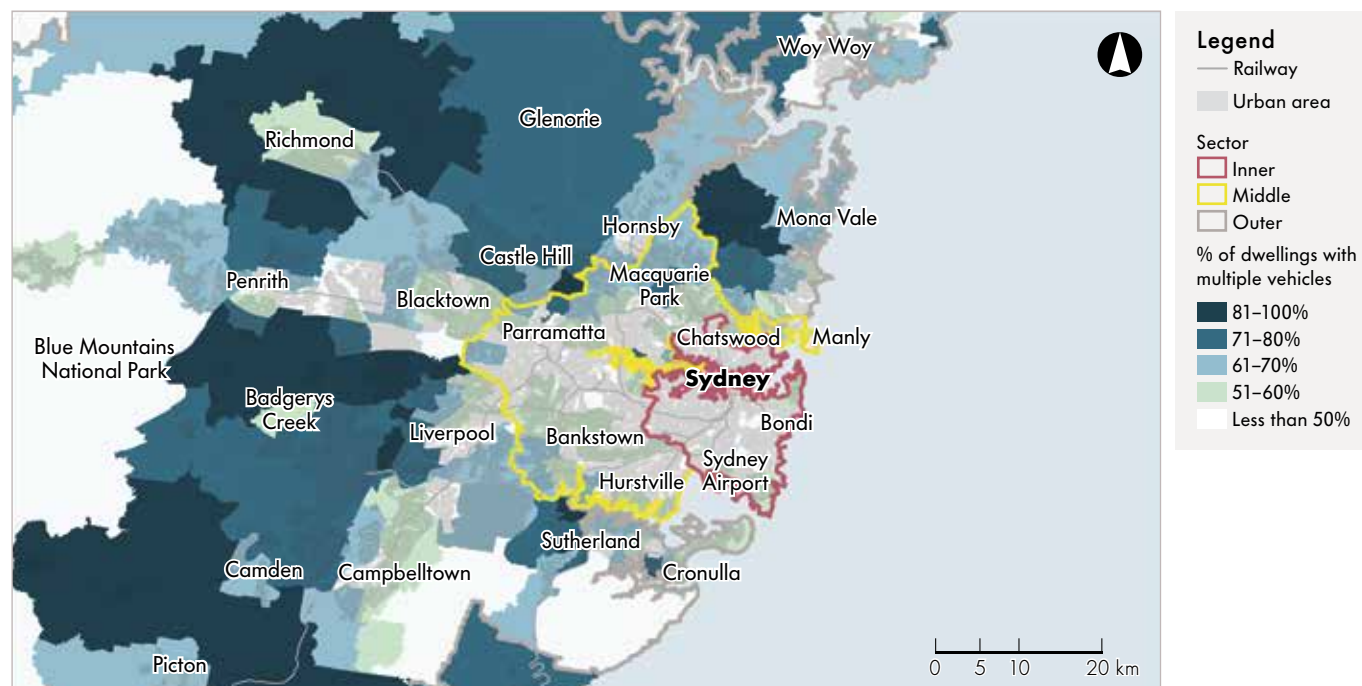 Woy Woy
Glenorie
Richmond
Mona Vale
Hornsby
Castle Hill
Macquarie
Park
Penrith
Blacktown
Parramatta
Chatswood
Manly
Blue Mountains
National Park
Sydney
Badgerys
Creek
Liverpool
Bankstown
Bondi
Sydney
Airport
Hurstville
Sutherland
Camden
Campbelltown
Cronulla
Picton
0 5 10 20 km
Legend
Railway
Urban area
Sector
Inner
Middle
Outer
% of dwellings with
multiple vehicles
81–100%
71–80%
61–70%
51–60%
Less than 50%